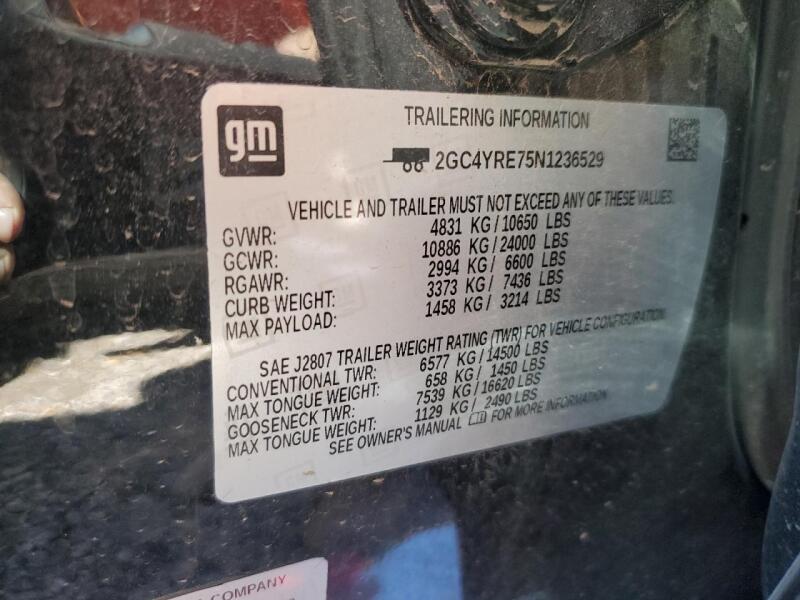 gm
TRAILERING INFORMATION
2GC4YRE75N1236529
VEHICLE AND TRAILER MUST NOT EXCEED ANY OF THESE VALUES.
GVWR: 4831 KG / 10650 LBS
GCWR: 10886 KG / 24000 LBS
RGAWR: 2994 KG / 6600 LBS
CURB WEIGHT: 3373 KG / 7436 LBS
MAX PAYLOAD: 1458 KG / 3214 LBS
SAE J2807 TRAILER WEIGHT RATING (TWR) FOR VEHICLE CONFIGURATION.
CONVENTIONAL TWR: 6577 KG / 14500 LBS
MAX TONGUE WEIGHT: 658 KG / 1450 LBS
GOOSENECK TWR: 7539 KG / 16620 LBS
MAX TONGUE WEIGHT: 1129 KG / 2490 LBS
SEE OWNER'S MANUAL FOR MORE INFORMATION
COMPANY